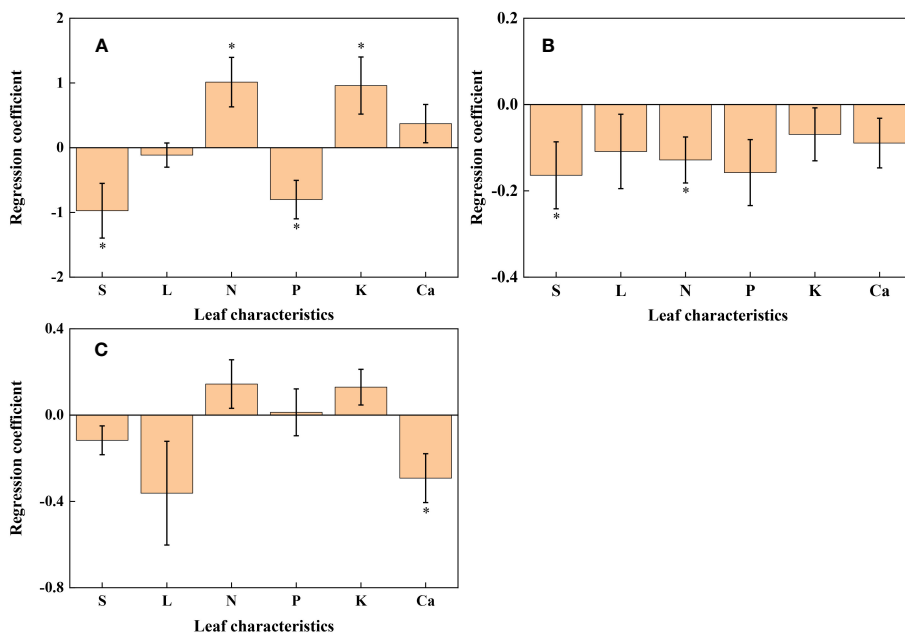 A
2
1
0
-1
-2
Regression coefficient
* * * *
S L N P K Ca
Leaf characteristics
B
0.2
0.0
-0.2
-0.4
Regression coefficient
* *
S L N P K Ca
Leaf characteristics
C
0.4
0.0
-0.4
-0.8
Regression coefficient
*
S L N P K Ca
Leaf characteristics